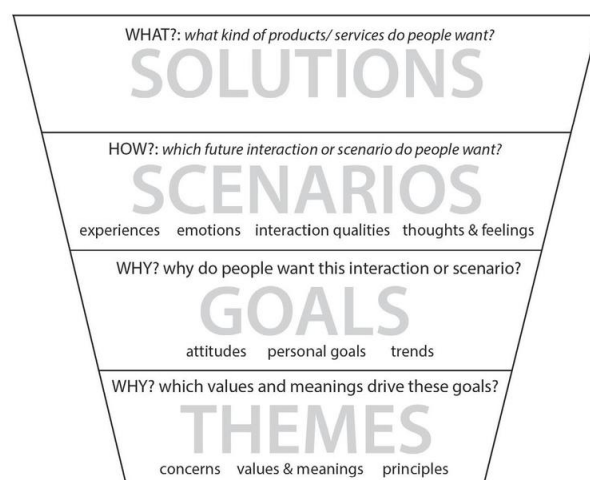 WHAT?: what kind of products/ services do people want?
SOLUTIONS
HOW?: which future interaction or scenario do people want?
SCENARIOS
experiences emotions interaction qualities thoughts & feelings
WHY? why do people want this interaction or scenario?
GOALS
attitudes personal goals trends
WHY? which values and meanings drive these goals?
THEMES
concerns values & meanings principles